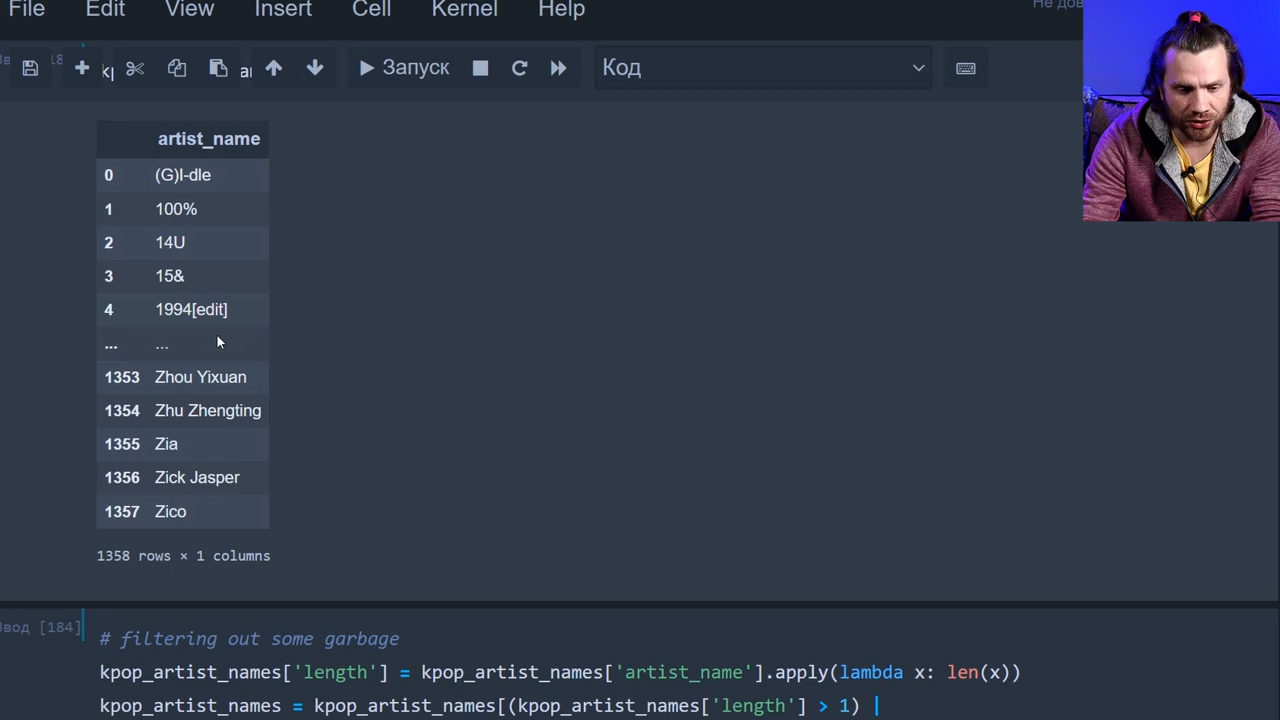 File Edit View Insert Cell Kernel Help
Запуск Код
artist_name
0 (G)I-dle
1 100%
2 14U
3 15&
4 1994[edit]
... ...
1353 Zhou Yixuan
1354 Zhu Zhengting
1355 Zia
1356 Zick Jasper
1357 Zico
1358 rows × 1 columns
Ввод [184]
# filtering out some garbage
kpop_artist_names['length'] = kpop_artist_names['artist_name'].apply(lambda x: len(x))
kpop_artist_names = kpop_artist_names[(kpop_artist_names['length'] > 1) |